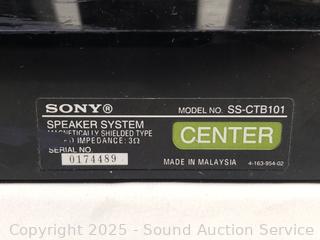 SONY® MODEL NO. SS-CTB101
SPEAKER SYSTEM
MAGNETICALLY SHIELDED TYPE
IMPEDANCE: 3Ω
CENTER
SERIAL NO.
0174489
MADE IN MALAYSIA 4-163-954-02
Copyright 2025 - Sound Auction Service